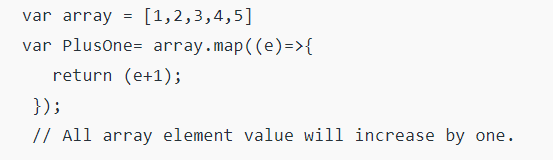 var array = [1,2,3,4,5]
var PlusOne= array.map((e)=>{
return (e+1);
});
// All array element value will increase by one.